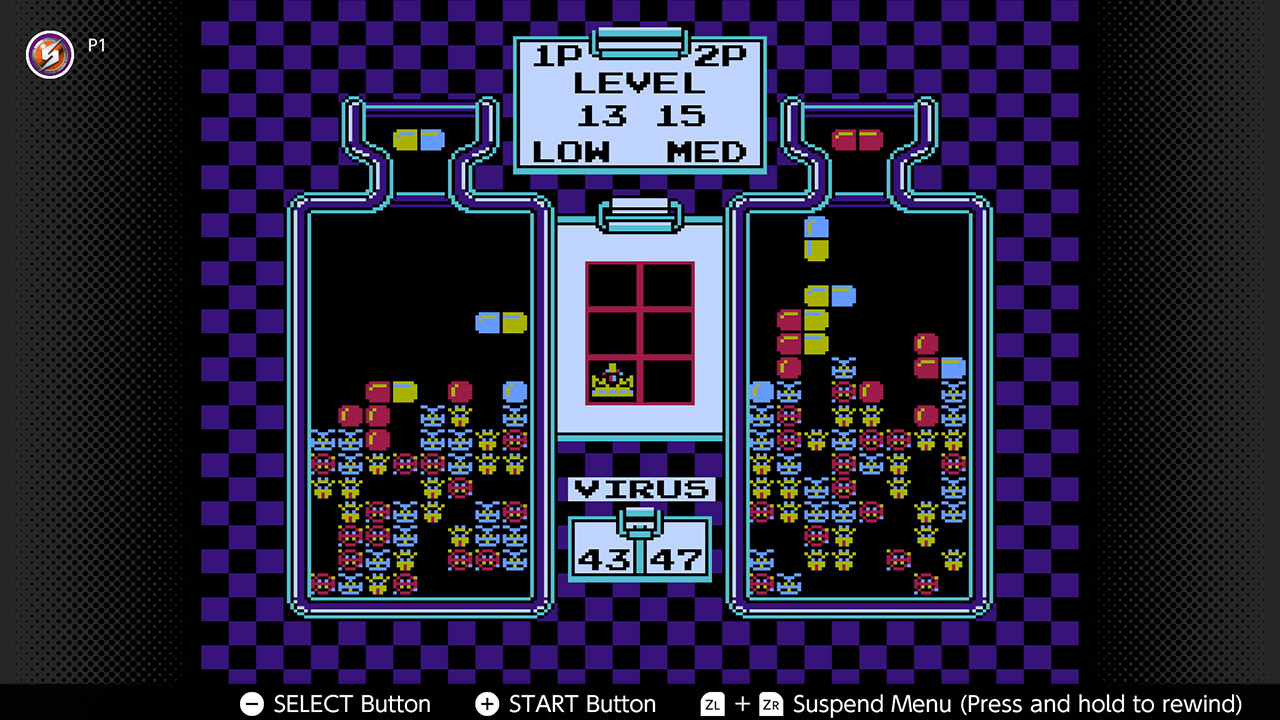 P1
1P 2P
LEVEL
13 15
LOW MED
VIRUS
43 47
− SELECT Button + START Button ZL + ZR Suspend Menu (Press and hold to rewind)